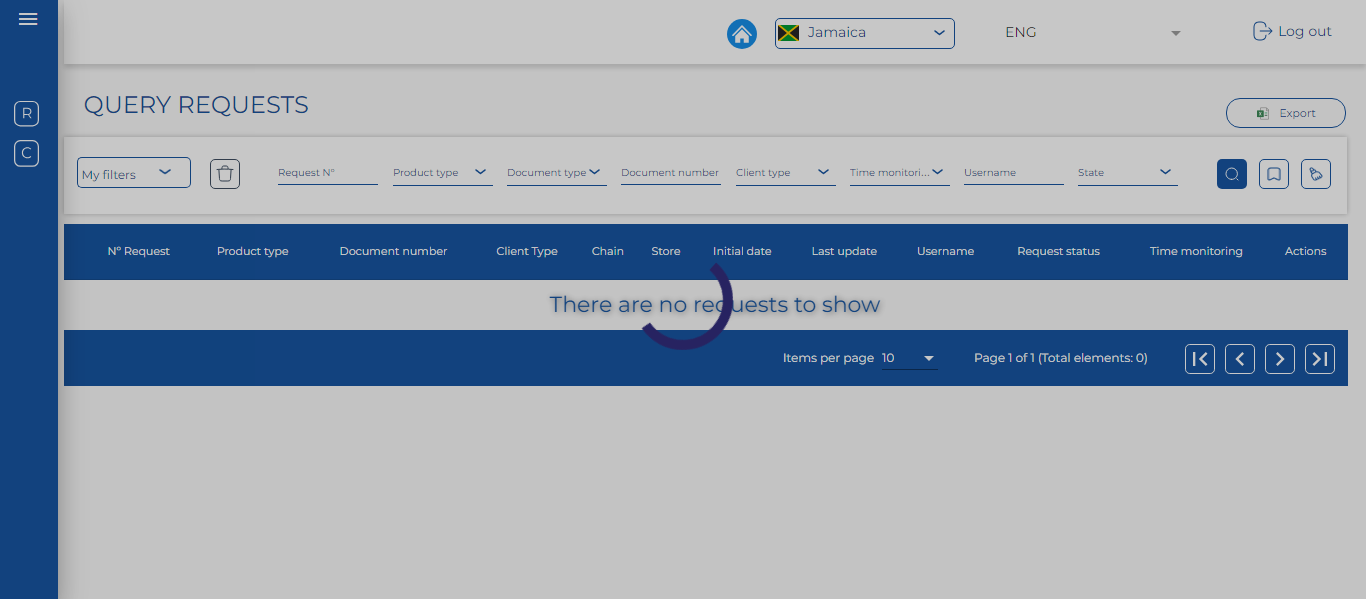 Jamaica
ENG
Log out
R
C
QUERY REQUESTS
Export
My filters
Request Nº
Product type
Document type
Document number
Client type
Time monitori...
Username
State
Nº Request
Product type
Document number
Client Type
Chain
Store
Initial date
Last update
Username
Request status
Time monitoring
Actions
There are no requests to show
Items per page 10
Page 1 of 1 (Total elements: 0)